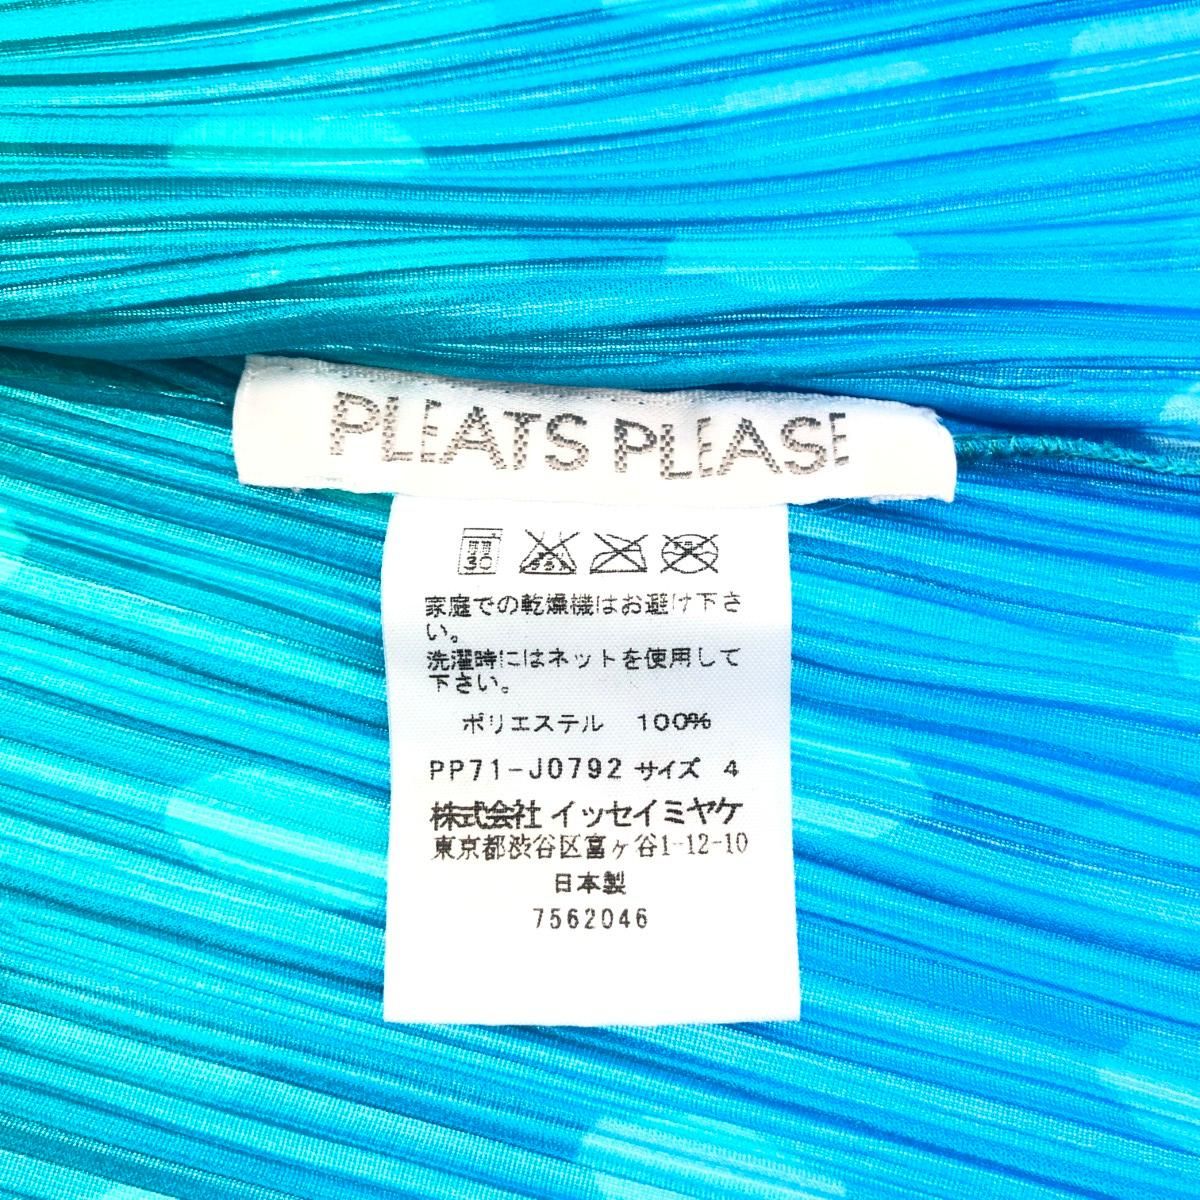 PLEATS PLEASE
30
家庭での乾燥機はお避け下さ
い。
洗濯時にはネットを使用して
下さい。
ポリエステル 100%
PP71-J0792 サイズ 4
株式会社 イッセイミヤケ
東京都渋谷区富ヶ谷1-12-10
日本製
7562046